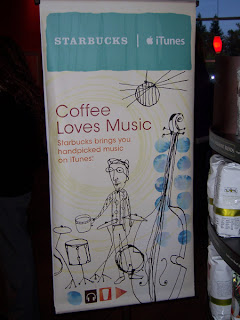 STARBUCKS | iTunes
Coffee
Loves Music
Starbucks brings you
handpicked music
on iTunes.